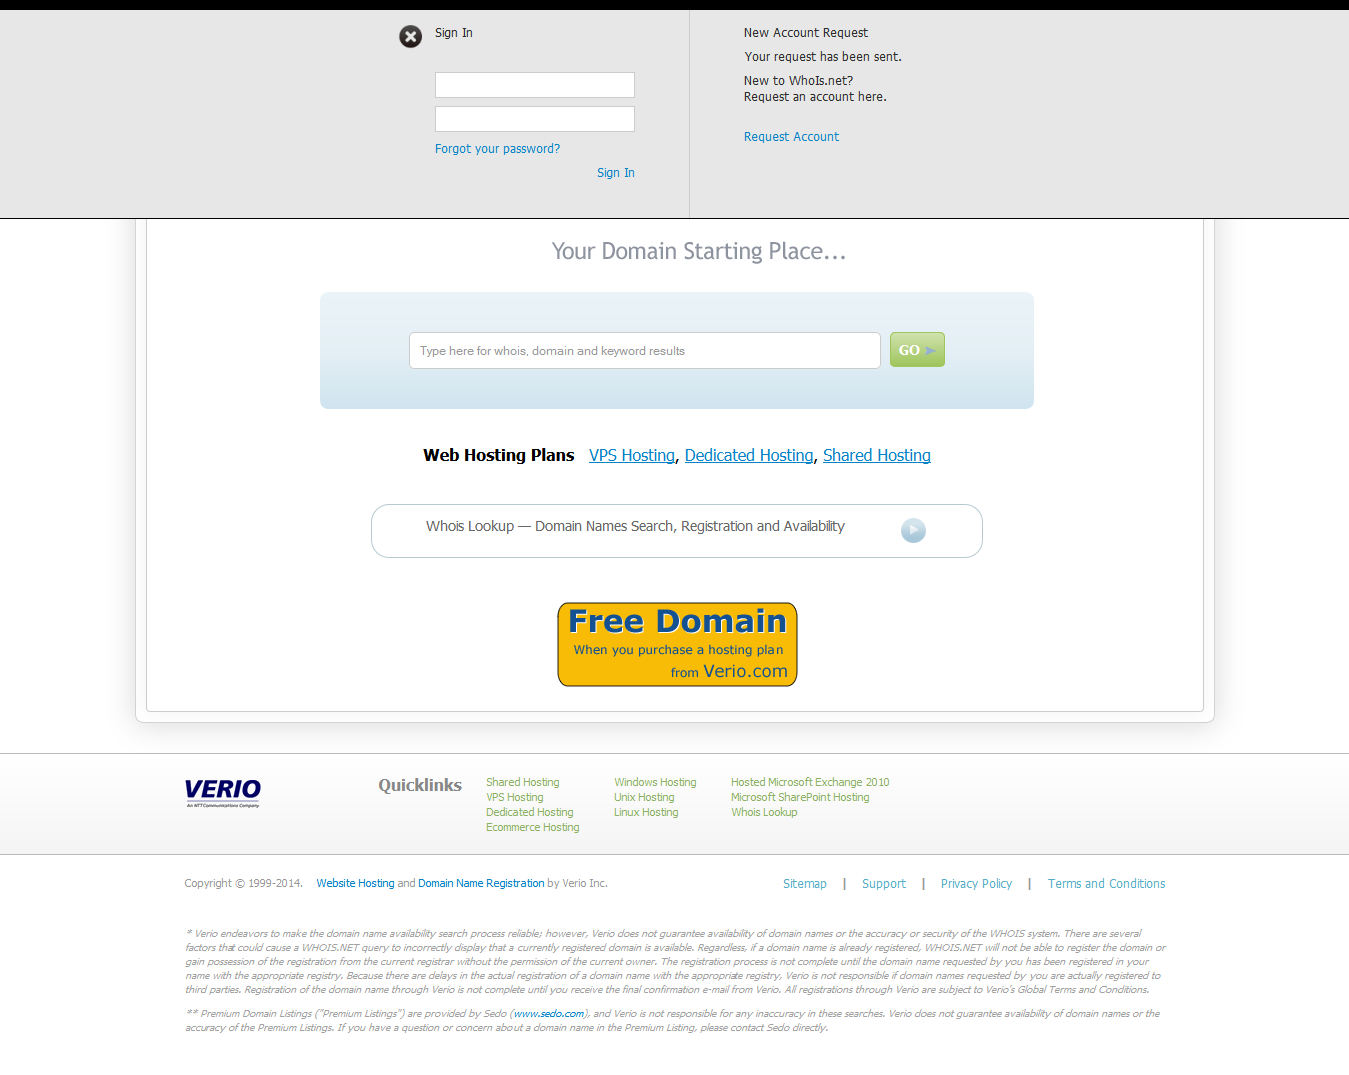 Sign In
Forgot your password?
Sign In
New Account Request
Your request has been sent.
New to WhoIs.net?
Request an account here.
Request Account
Your Domain Starting Place...
Type here for whois, domain and keyword results
GO
Web Hosting Plans VPS Hosting, Dedicated Hosting, Shared Hosting
Whois Lookup — Domain Names Search, Registration and Availability
Free Domain
When you purchase a hosting plan
from Verio.com
VERIO
An NTT Communications Company
Quicklinks
Shared Hosting
VPS Hosting
Dedicated Hosting
Ecommerce Hosting
Windows Hosting
Unix Hosting
Linux Hosting
Hosted Microsoft Exchange 2010
Microsoft SharePoint Hosting
Whois Lookup
Copyright © 1999-2014. Website Hosting and Domain Name Registration by Verio Inc.
Sitemap | Support | Privacy Policy | Terms and Conditions
* Verio endeavors to make the domain name availability search process reliable; however, Verio does not guarantee availability of domain names or the accuracy or security of the WHOIS system. There are several
factors that could cause a WHOIS.NET query to incorrectly display that a currently registered domain is available. Regardless, if a domain name is already registered, WHOIS.NET will not be able to register the domain or
gain possession of the registration from the current registrar without the permission of the current owner. The registration process is not complete until the domain name requested by you has been registered in your
name with the appropriate registry. Because there are delays in the actual registration of a domain name with the appropriate registry, Verio is not responsible if domain names requested by you are actually registered to
third parties. Registration of the domain name through Verio is not complete until you receive the final confirmation e-mail from Verio. All registrations through Verio are subject to Verio's Global Terms and Conditions.
** Premium Domain Listings ("Premium Listings") are provided by Sedo (www.sedo.com), and Verio is not responsible for any inaccuracy in these searches. Verio does not guarantee availability of domain names or the
accuracy of the Premium Listings. If you have a question or concern about a domain name in the Premium Listing, please contact Sedo directly.